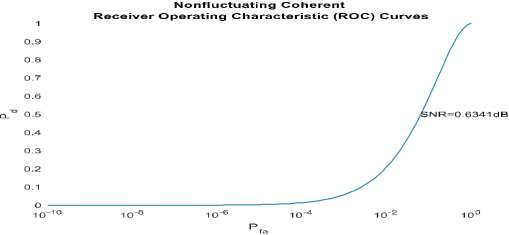 Nonfluctuating Coherent
Receiver Operating Characteristic (ROC) Curves
1
0.9
0.8
0.7
0.6
0.5
0.4
0.3
0.2
0.1
0
P_d
SNR=0.6341dB
10^-10 10^-8 10^-6 10^-4 10^-2 10^0
P_fa